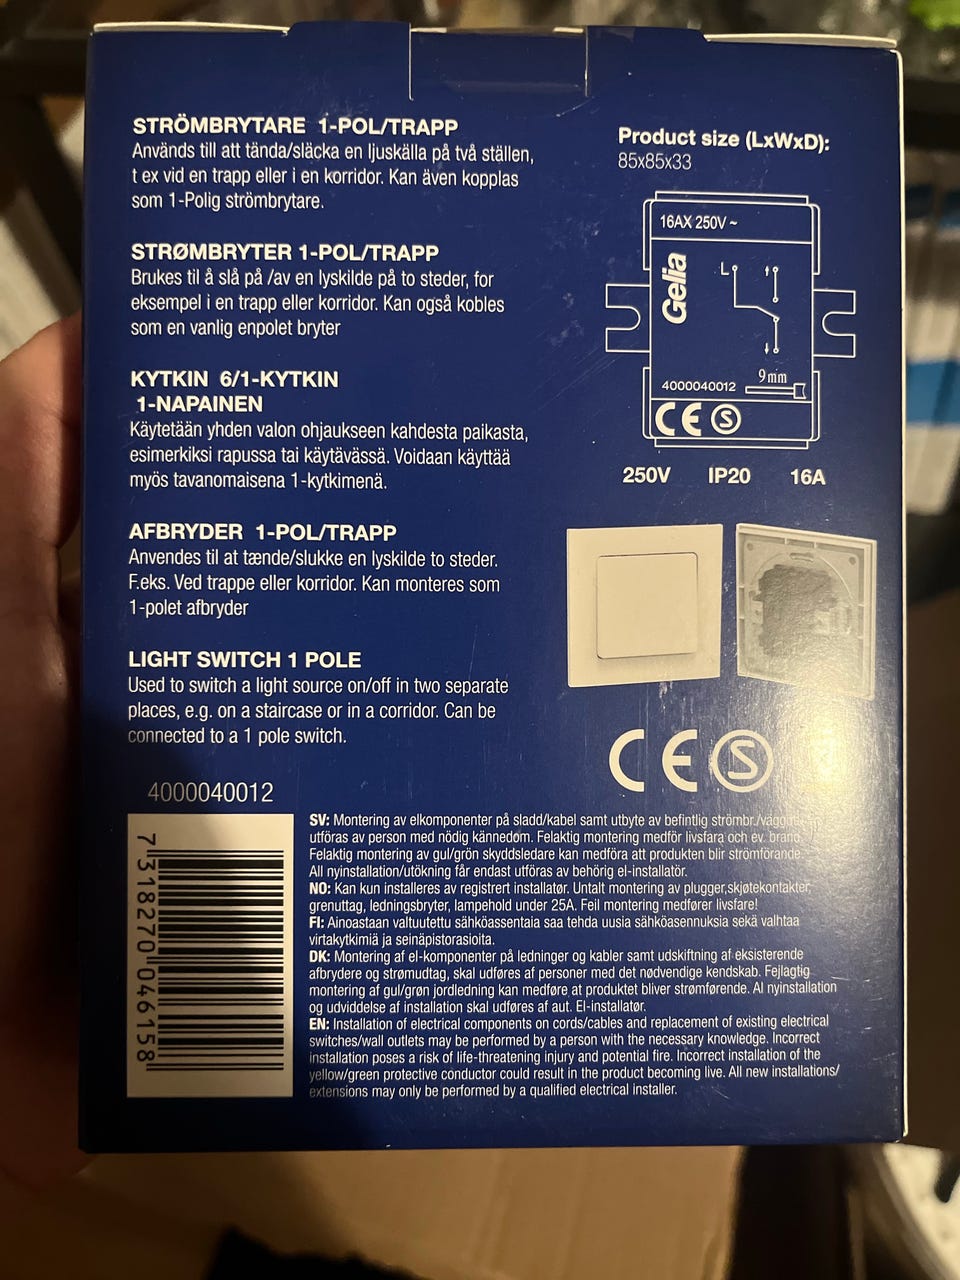 STRÖMBRYTARE 1-POL/TRAPP
Används till att tända/släcka en ljuskälla på två ställen,
t ex vid en trapp eller i en korridor. Kan även kopplas
som 1-Polig strömbrytare.
STRØMBRYTER 1-POL/TRAPP
Brukes til å slå på /av en lyskilde på to steder, for
eksempel i en trapp eller korridor. Kan også kobles
som en vanlig enpolet bryter
KYTKIN 6/1-KYTKIN
1-NAPAINEN
Käytetään yhden valon ohjaukseen kahdesta paikasta,
esimerkiksi rapussa tai käytävässä. Voidaan käyttää
myös tavanomaisena 1-kytkimenä.
AFBRYDER 1-POL/TRAPP
Anvendes til at tænde/slukke en lyskilde to steder.
F.eks. Ved trappe eller korridor. Kan monteres som
1-polet afbryder
LIGHT SWITCH 1 POLE
Used to switch a light source on/off in two separate
places, e.g. on a staircase or in a corridor. Can be
connected to a 1 pole switch.
Product size (LxWxD):
85x85x33
16AX 250V ~
Gelia
L
9mm
4000040012
CE S
250V IP20 16A
CE S
4000040012
7 318270 046158
SV: Montering av elkomponenter på sladd/kabel samt utbyte av befintlig strömbr./
utföras av person med nödig kännedom. Felaktig montering medför livsfara och ev. brand.
Felaktig montering av gul/grön skyddsledare kan medföra att produkten blir strömförande.
All nyinstallation/utökning får endast utföras av behörig el-installatör.
NO: Kan kun installeres av registrert installatør. Untalt montering av plugger,skjøtekontakter,
grenuttag, ledningsbryter, lampehold under 25A. Feil montering medfører livsfare!
FI: Ainoastaan valtuutettu sähköassentaia saa tehda uusia sähköasennuksia sekä valhtaa
virtakytkimiä ja seinäpistorasioita.
DK: Montering af el-komponenter på ledninger og kabler samt udskiftning af eksisterende
afbrydere og strømudtag, skal udføres af personer med det nødvendige kendskab. Fejlagtig
montering af gul/grøn jordledning kan medføre at produktet bliver strømførende. Al nyinstallation
og udviddelse af installation skal udføres af aut. El-installatør.
EN: Installation of electrical components on cords/cables and replacement of existing electrical
switches/wall outlets may be performed by a person with the necessary knowledge. Incorrect
installation poses a risk of life-threatening injury and potential fire. Incorrect installation of the
yellow/green protective conductor could result in the product becoming live. All new installations/
extensions may only be performed by a qualified electrical installer.